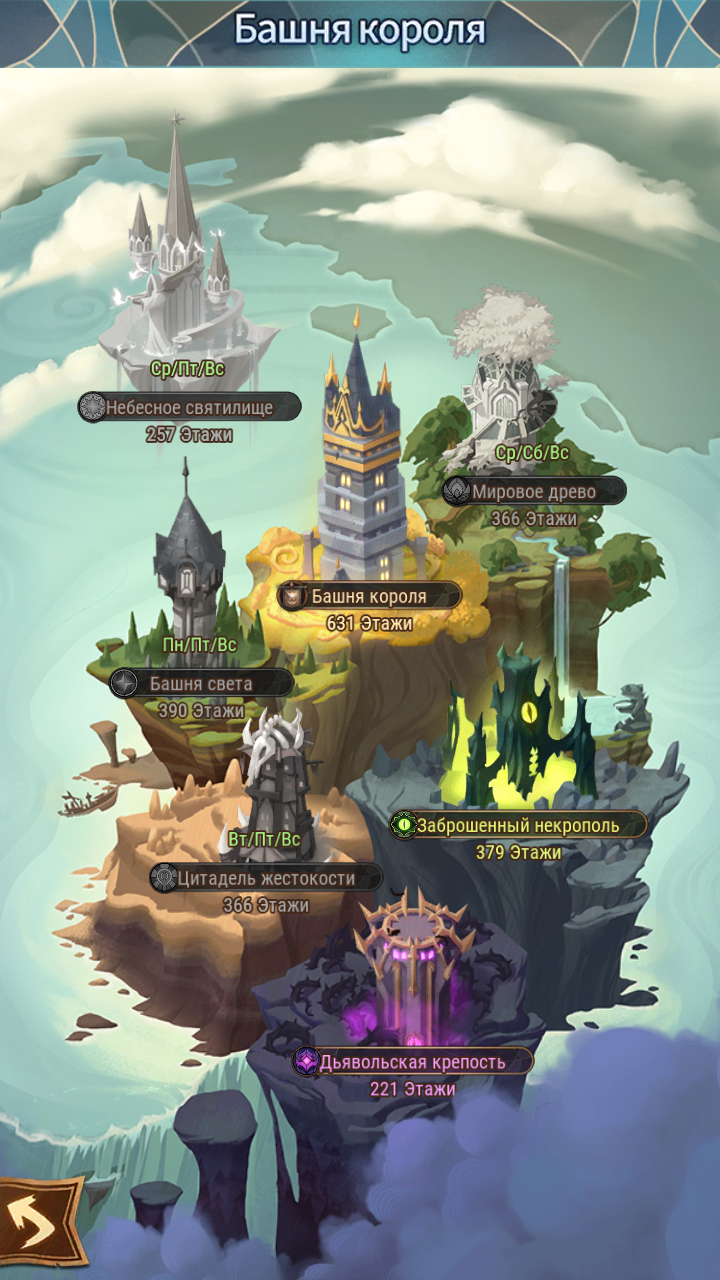 Башня короля
Ср/Пт/Вс
Небесное святилище
257 Этажи
Ср/Сб/Вс
Мировое древо
366 Этажи
Башня короля
631 Этажи
Пн/Пт/Вс
Башня света
390 Этажи
Заброшенный некрополь
379 Этажи
Вт/Пт/Вс
Цитадель жестокости
366 Этажи
Дьявольская крепость
221 Этажи